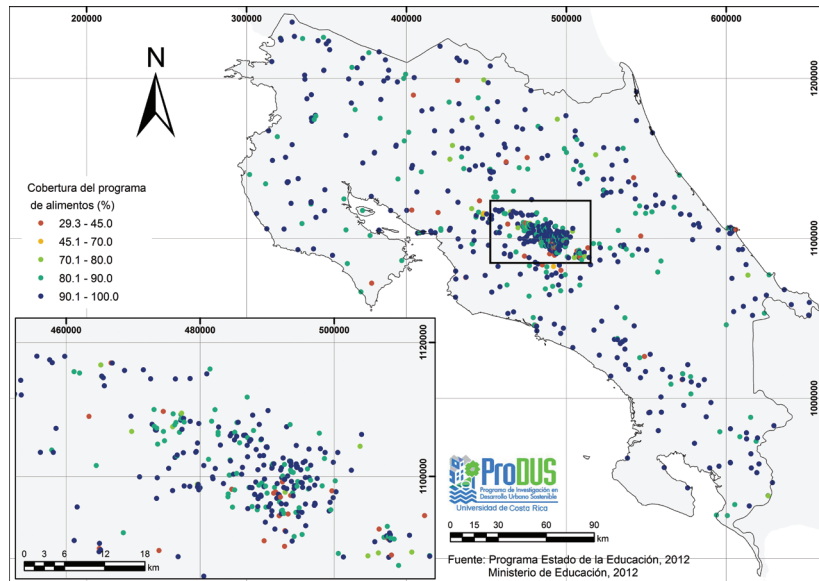 200000 300000 400000 500000 600000
N
1200000
Cobertura del programa
de alimentos (%)
29.3 - 45.0
45.1 - 70.0
70.1 - 80.0
80.1 - 90.0
90.1 - 100.0
1100000
1000000
460000 480000 500000
1120000
1100000
0 3 6 12 18
km
ProDUS
Programa de Investigación en
Desarrollo Urbano Sostenible
Universidad de Costa Rica
0 15 30 60 90
km
Fuente: Programa Estado de la Educación, 2012
Ministerio de Educación, 2012